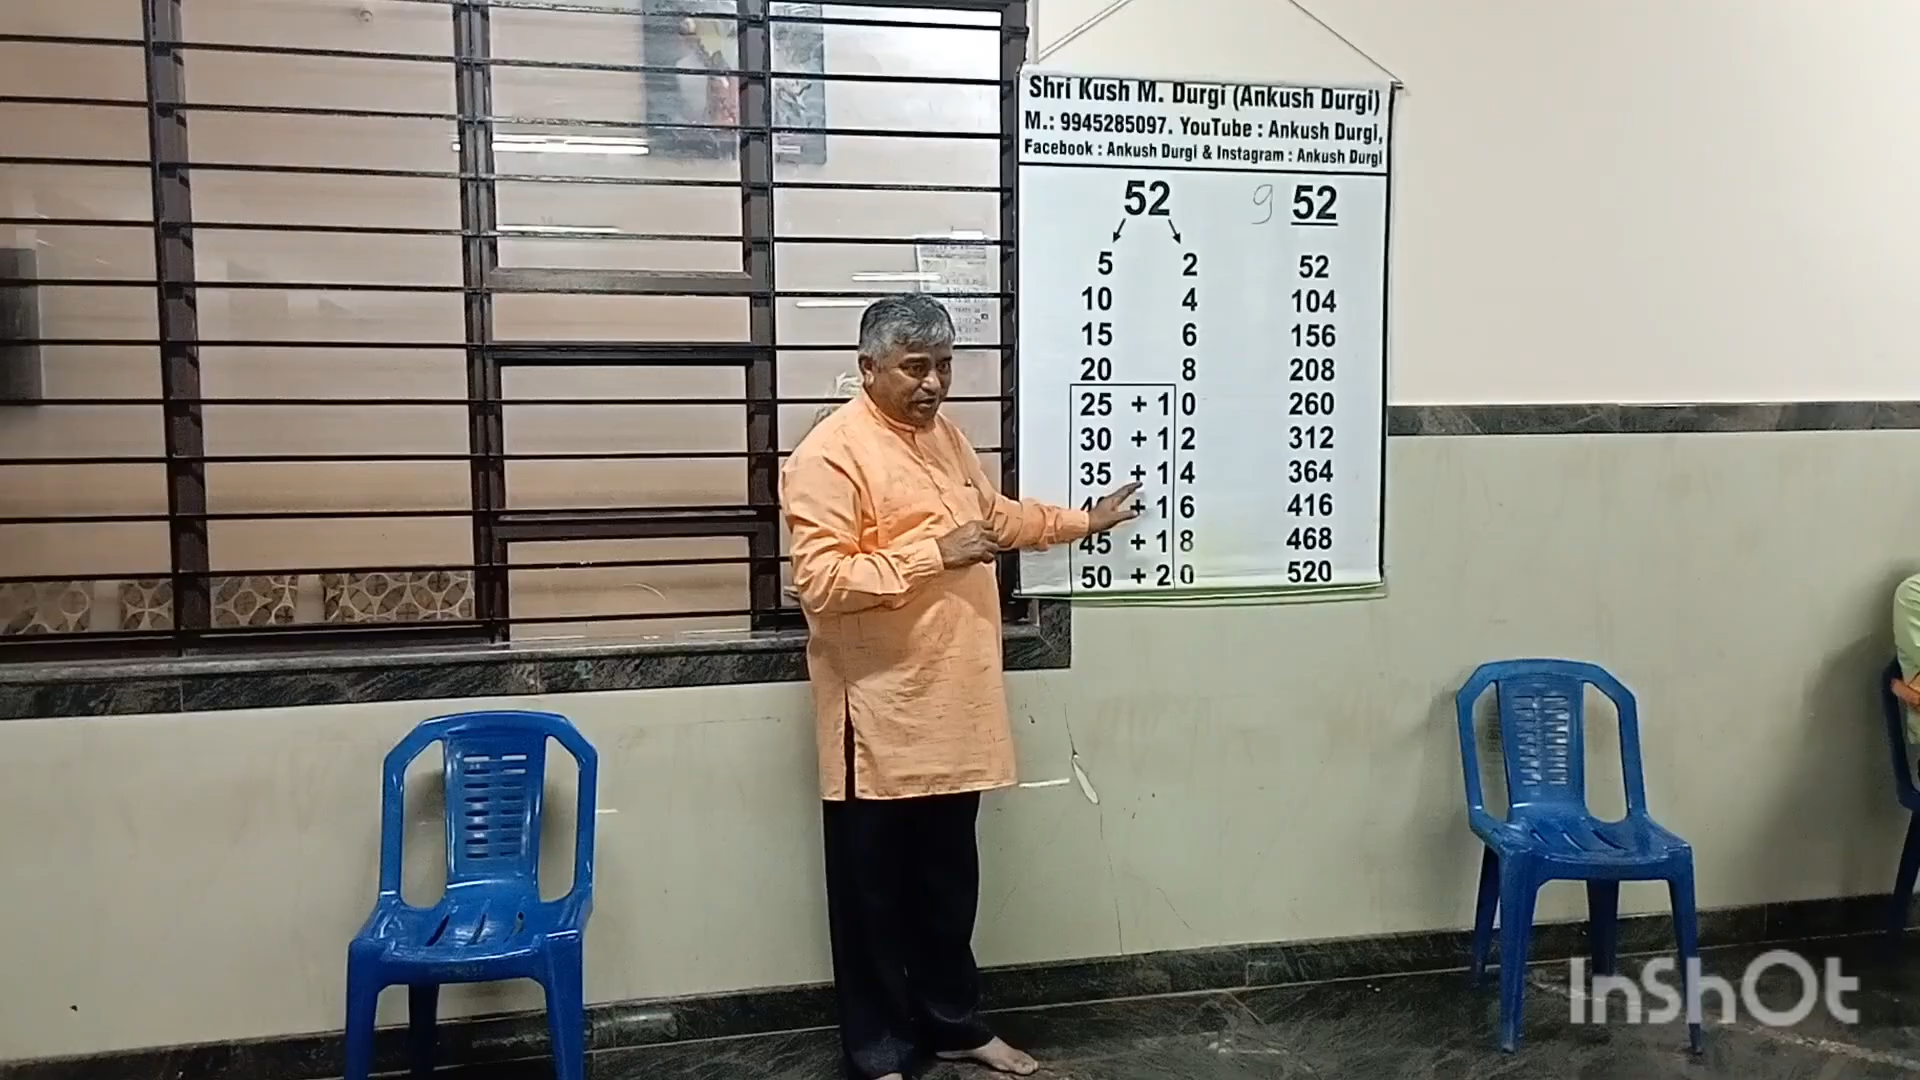 Shri Kush M. Durgi (Ankush Durgi)
M.: 9945285097. YouTube : Ankush Durgi,
Facebook : Ankush Durgi & Instagram : Ankush Durgi
52 9 52
5 2 52
10 4 104
15 6 156
20 8 208
25 + 1 0 260
30 + 1 2 312
35 + 1 4 364
+ 1 6 416
45 + 1 8 468
50 + 2 0 520
InShOt